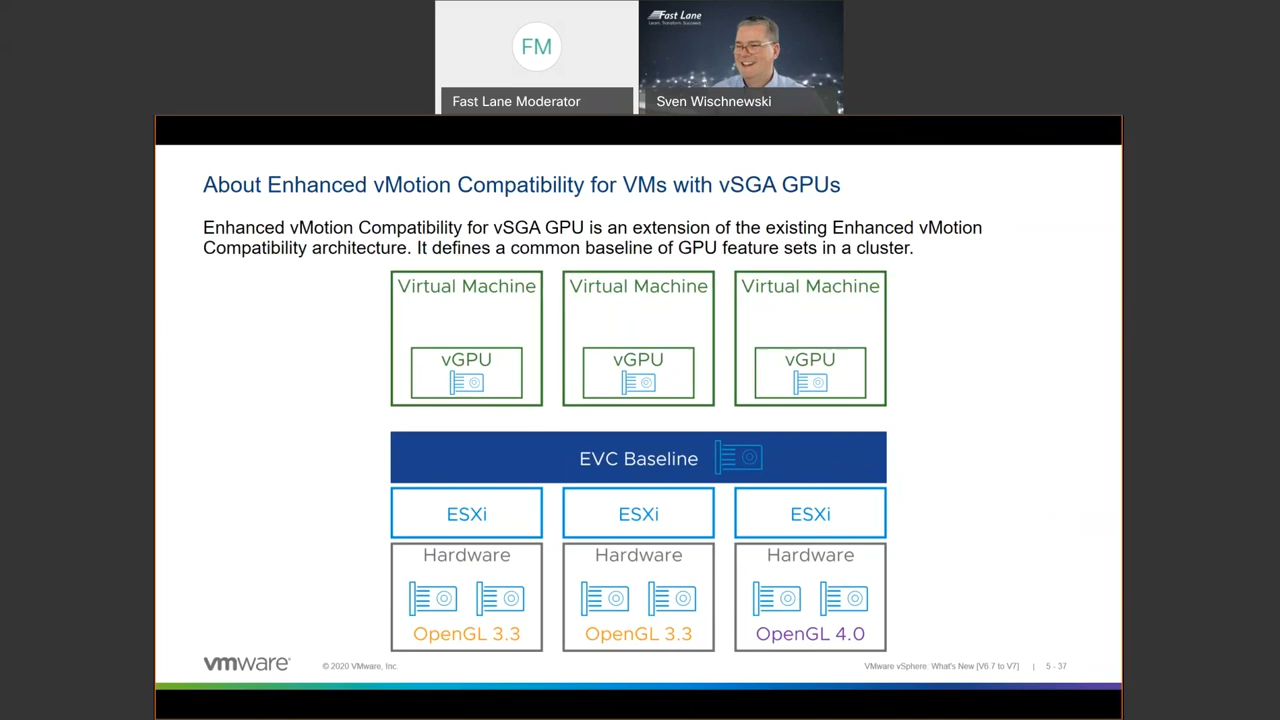 FM
Fast Lane Moderator
Fast Lane
Learn. Transform. Succeed.
Sven Wischnewski
About Enhanced vMotion Compatibility for VMs with vSGA GPUs
Enhanced vMotion Compatibility for vSGA GPU is an extension of the existing Enhanced vMotion
Compatibility architecture. It defines a common baseline of GPU feature sets in a cluster.
Virtual Machine
Virtual Machine
Virtual Machine
vGPU
vGPU
vGPU
EVC Baseline
ESXi
ESXi
ESXi
Hardware
Hardware
Hardware
OpenGL 3.3
OpenGL 3.3
OpenGL 4.0
vmware®
© 2020 VMware, Inc.
VMware vSphere: What's New [V6.7 to V7] | 5 - 37